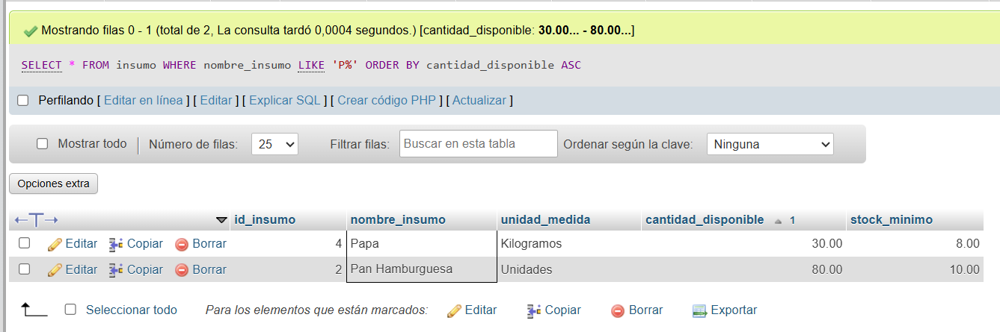 Mostrando filas 0 - 1 (total de 2, La consulta tardó 0,0004 segundos.) [cantidad_disponible: 30.00... - 80.00...]
SELECT * FROM insumo WHERE nombre_insumo LIKE 'P%' ORDER BY cantidad_disponible ASC
Perfilando [ Editar en línea ] [ Editar ] [ Explicar SQL ] [ Crear código PHP ] [ Actualizar ]
Mostrar todo Número de filas: 25 Filtrar filas: Buscar en esta tabla Ordenar según la clave: Ninguna
Opciones extra
id_insumo nombre_insumo unidad_medida cantidad_disponible 1 stock_minimo
Editar Copiar Borrar 4 Papa Kilogramos 30.00 8.00
Editar Copiar Borrar 2 Pan Hamburguesa Unidades 80.00 10.00
Seleccionar todo Para los elementos que están marcados: Editar Copiar Borrar Exportar